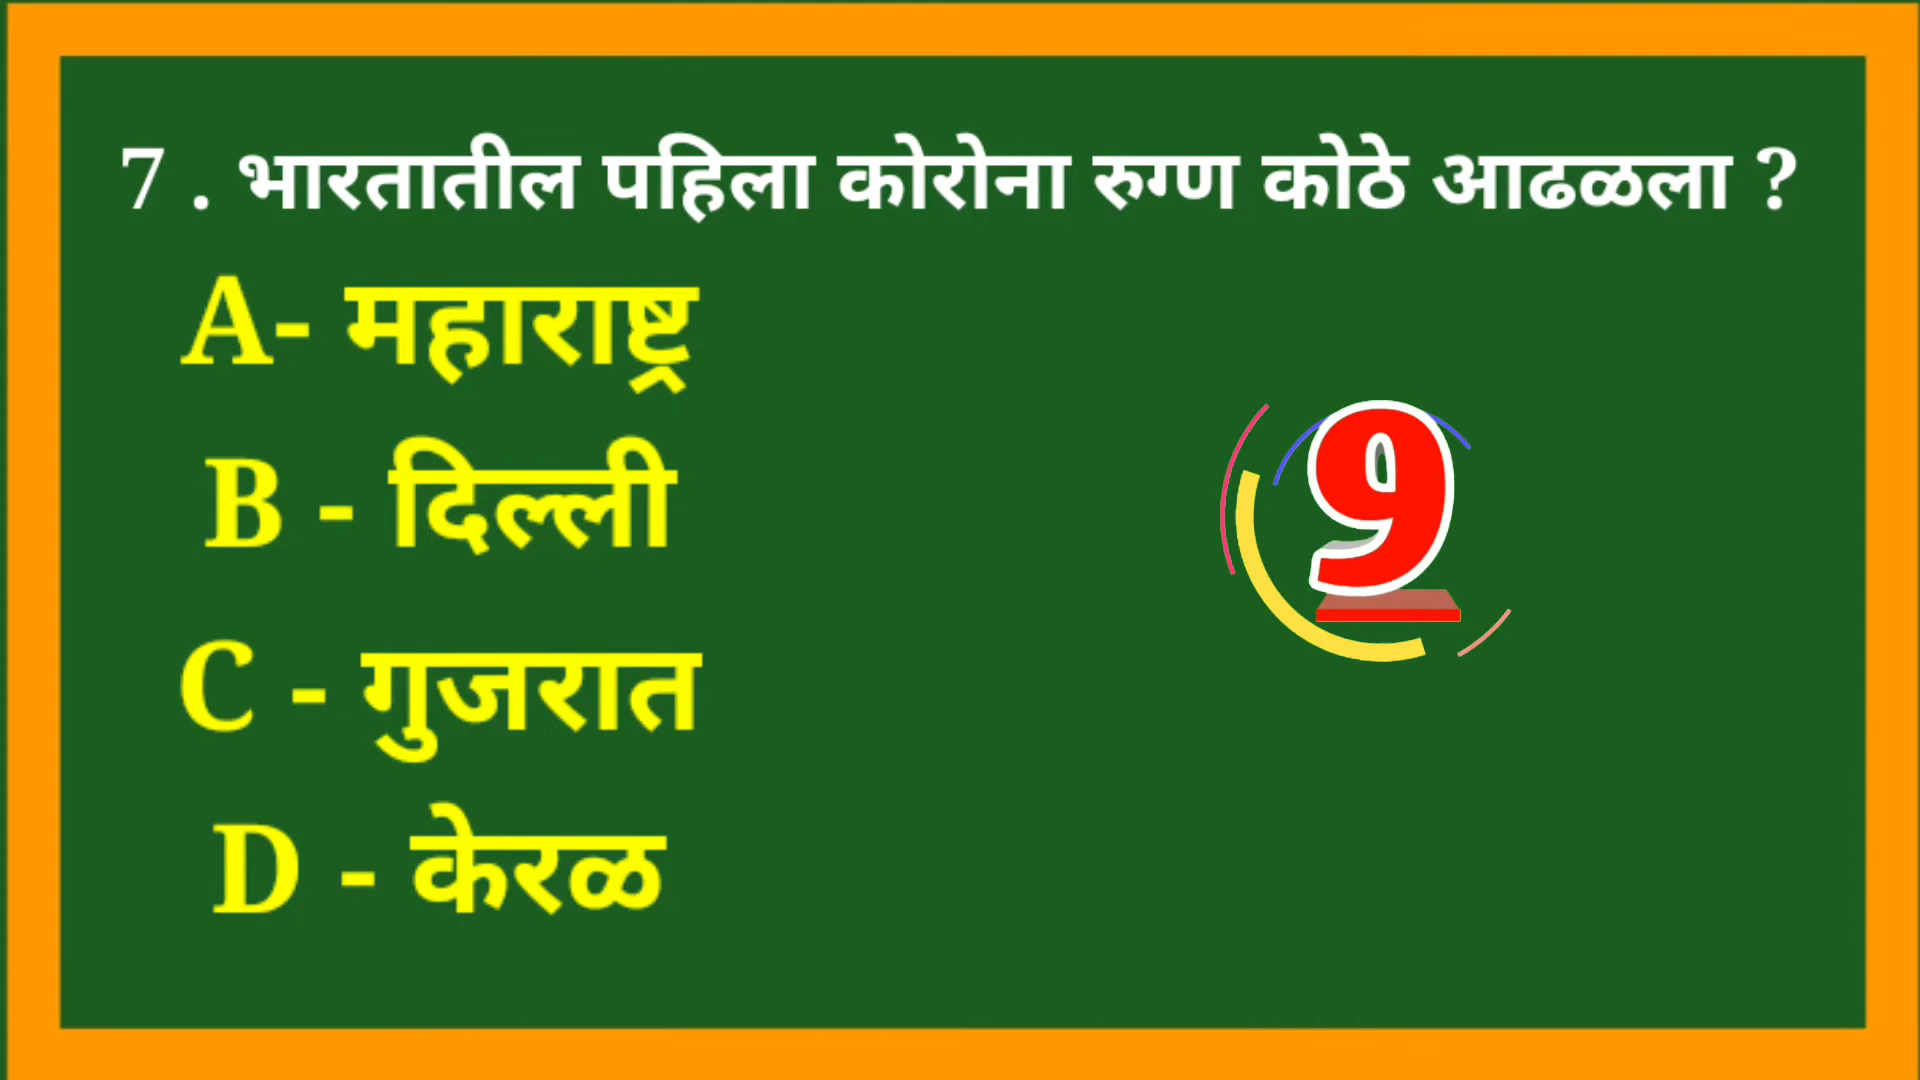 7 . भारतातील पहिला कोरोना रुग्ण कोठे आढळला ?
A- महाराष्ट्र
B - दिल्ली
9
C - गुजरात
D - केरळ